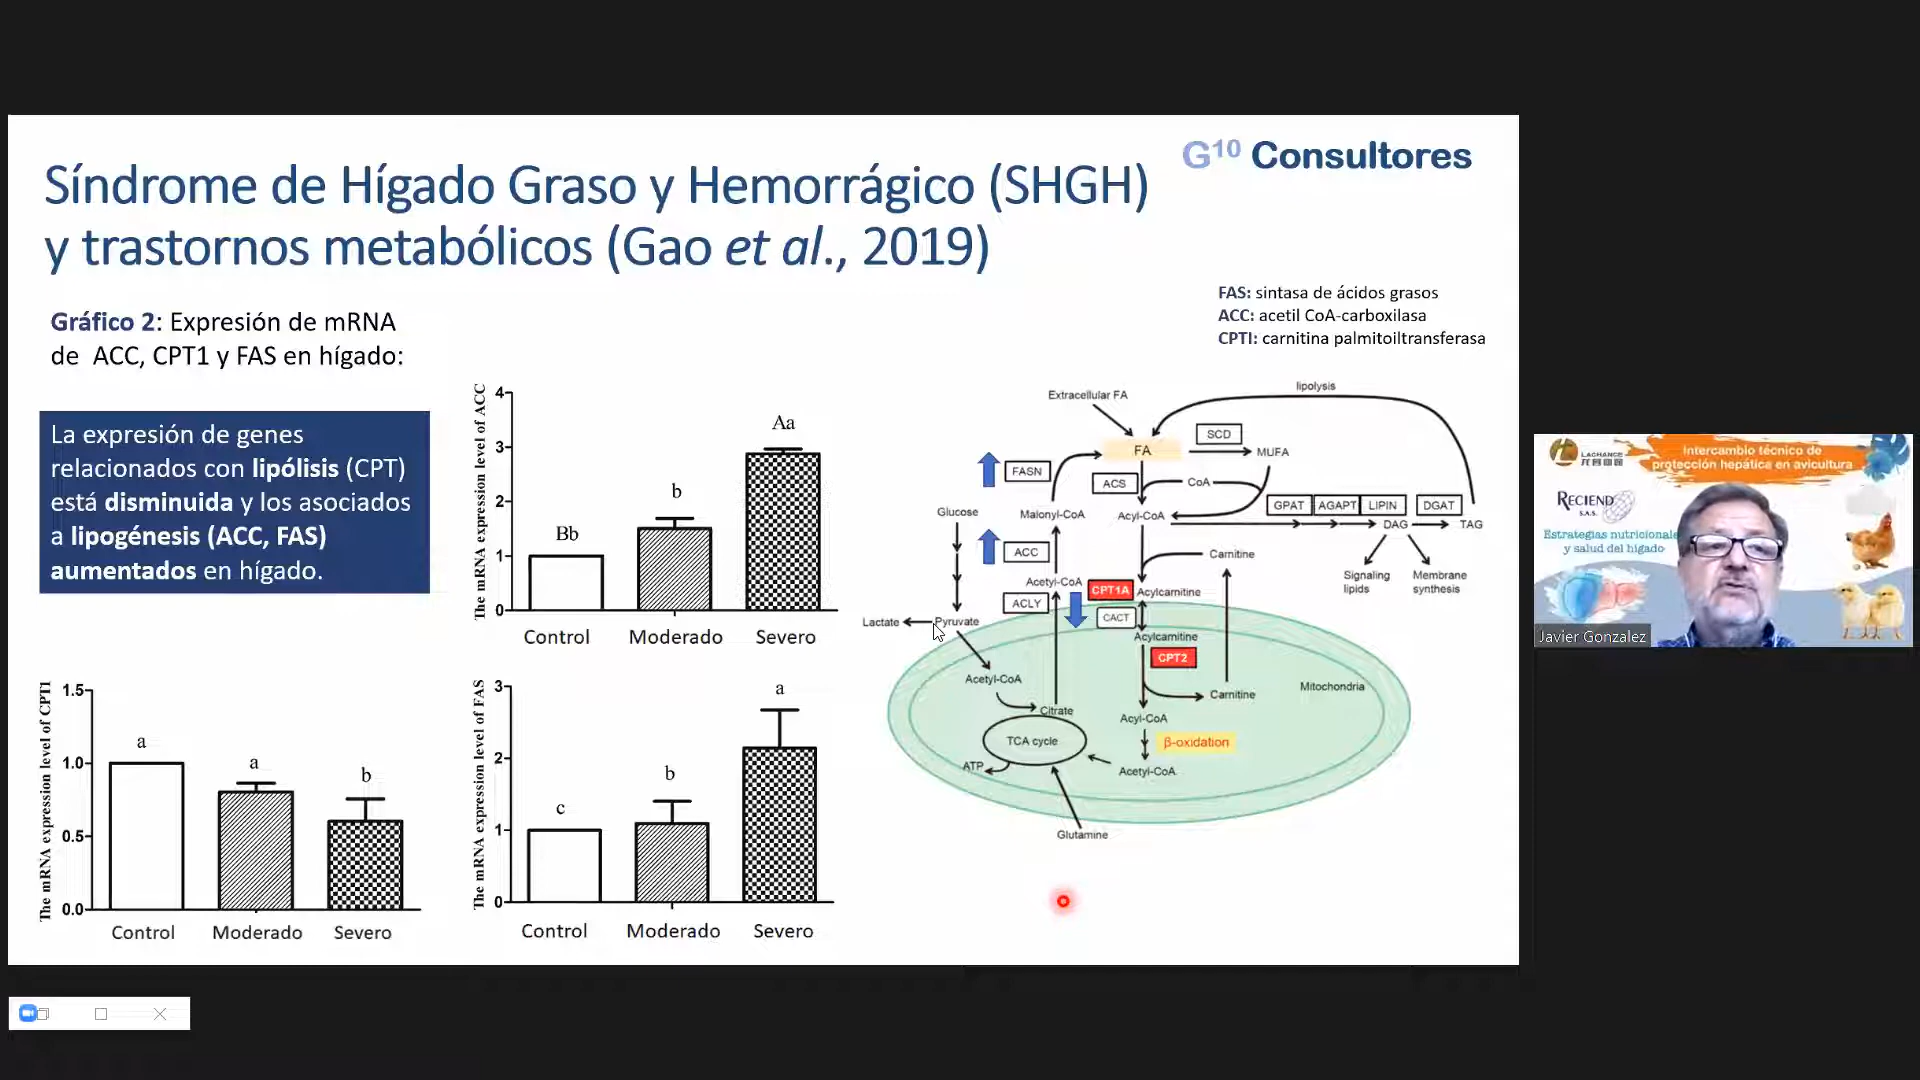 G10 Consultores
Síndrome de Hígado Graso y Hemorrágico (SHGH)
y trastornos metabólicos (Gao et al., 2019)
Gráfico 2: Expresión de mRNA
de ACC, CPT1 y FAS en hígado:
FAS: sintasa de ácidos grasos
ACC: acetil CoA-carboxilasa
CPTI: carnitina palmitoiltransferasa
La expresión de genes
relacionados con lipólisis (CPT)
está disminuida y los asociados
a lipogénesis (ACC, FAS)
aumentados en hígado.
The mRNA expression level of ACC
4
3
2
1
0
Bb
b
Aa
Control
Moderado
Severo
The mRNA expression level of CPT1
1.5
1.0
0.5
0.0
a
a
b
Control
Moderado
Severo
The mRNA expression level of FAS
3
2
1
0
c
b
a
Control
Moderado
Severo
lipolysis
Extracellular FA
FA
SCD
MUFA
FASN
ACS
CoA
Glucose
Malonyl-CoA
Acyl-CoA
GPAT
AGAPT
LIPIN
DGAT
DAG
TAG
ACC
Carnitine
Signaling
lipids
Membrane
synthesis
Acetyl-CoA
CPT1A
Acylcarnitine
ACLY
CACT
Lactate
Pyruvate
Acylcarnitine
CPT2
Acetyl-CoA
Carnitine
Mitochondria
Citrate
Acyl-CoA
TCA cycle
β-oxidation
ATP
Acetyl-CoA
Glutamine
LACHANCE
Intercambio técnico de
protección hepática en avicultura
RECIEND
S.A.S.
Estrategias nutricionale
y salud del hígado
Javier Gonzalez